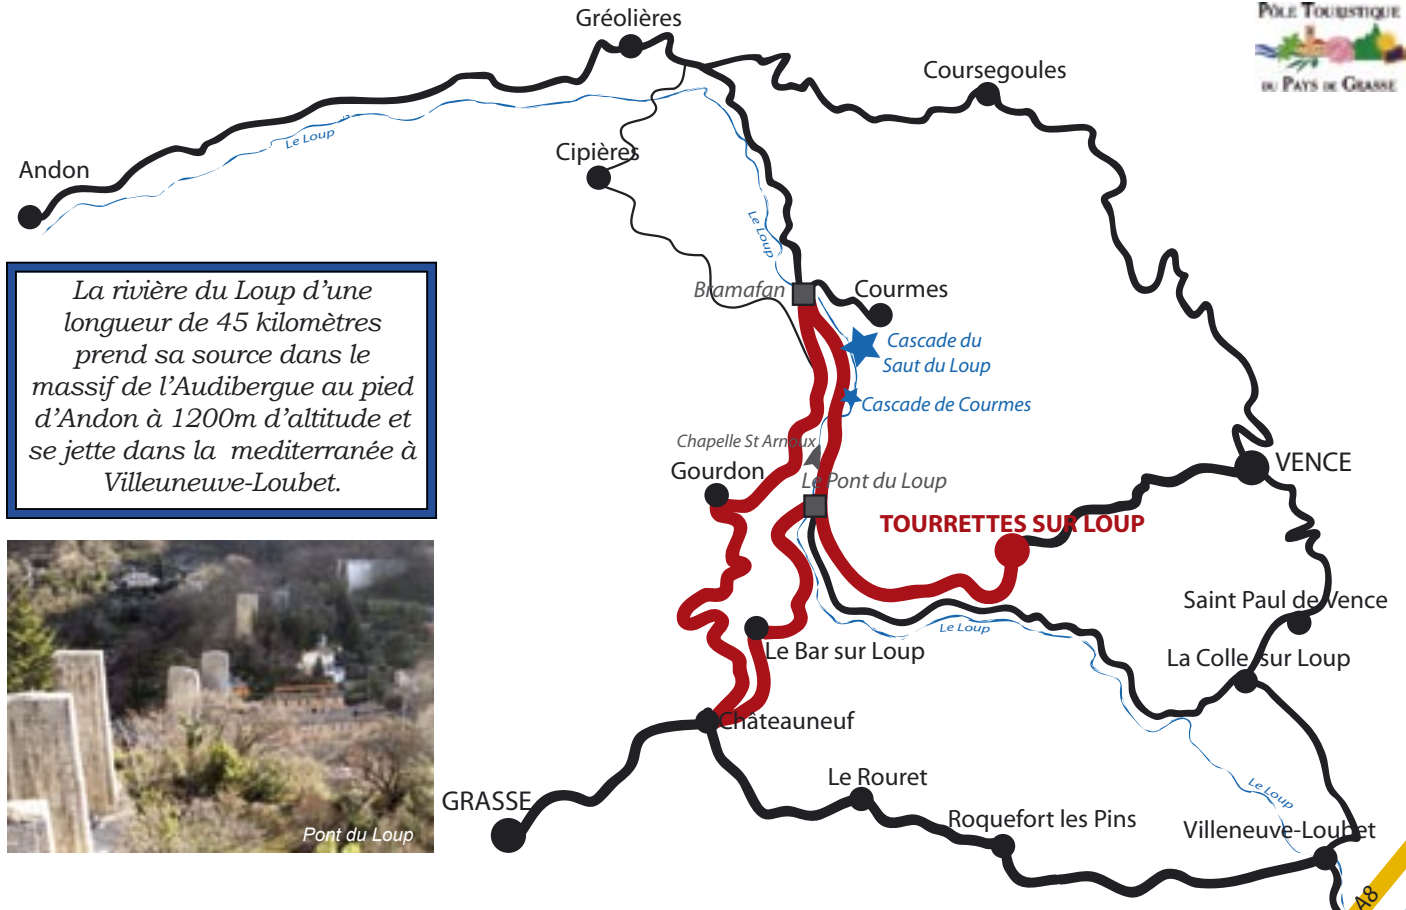 PÔLE TOURISTIQUE
DU PAYS DE GRASSE
Gréolières
Coursegoules
Le Loup
Cipières
Andon
Le Loup
La rivière du Loup d’une
longueur de 45 kilomètres
prend sa source dans le
massif de l’Audibergue au pied
d’Andon à 1200m d’altitude et
se jette dans la mediterranée à
Villeuneuve-Loubet.
Bramafan
Courmes
Cascade du
Saut du Loup
Cascade de Courmes
Chapelle St Arnoux
Gourdon
Le Pont du Loup
VENCE
TOURRETTES SUR LOUP
Saint Paul de Vence
Le Loup
Le Bar sur Loup
La Colle sur Loup
Châteauneuf
Le Rouret
Le Loup
GRASSE
Roquefort les Pins
Villeneuve-Loubet
Pont du Loup
A8